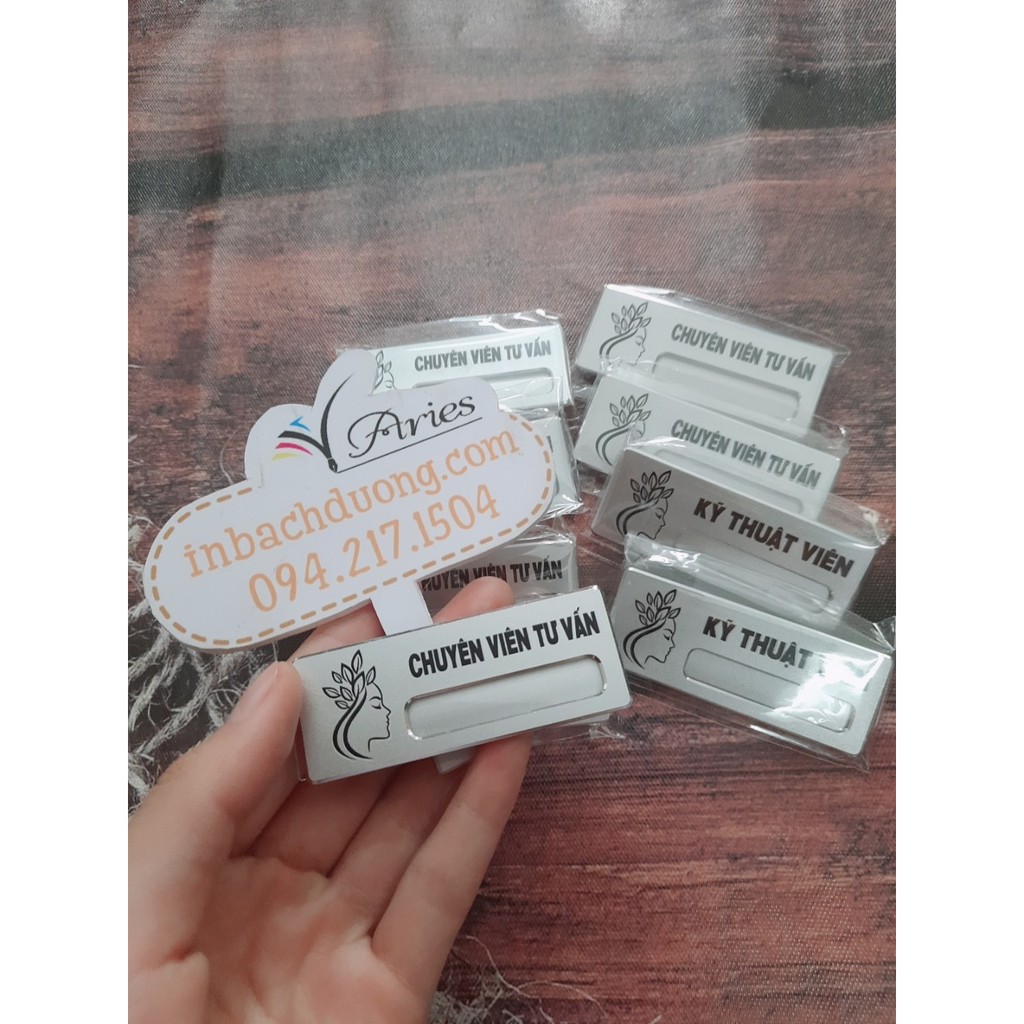 Aries
inbachduong.com
094.217.1504
CHUYÊN VIÊN TƯ VẤN
CHUYÊN VIÊN TƯ VẤN
CHUYÊN VIÊN TƯ VẤN
KỸ THUẬT VIÊN
KỸ THUẬT
CHUYÊN VIÊN TƯ VẤN
HUYÊN VIÊN TƯ VẤN